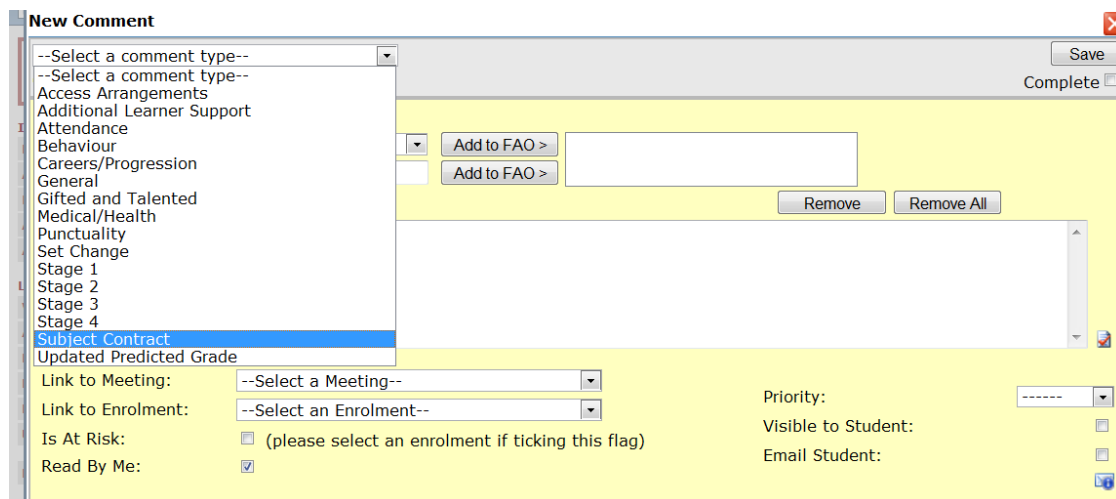 New Comment
--Select a comment type--
Save
--Select a comment type--
Complete
Access Arrangements
Additional Learner Support
Attendance
Behaviour
Careers/Progression
General
Gifted and Talented
Medical/Health
Punctuality
Set Change
Stage 1
Stage 2
Stage 3
Stage 4
Subject Contract
Updated Predicted Grade
Add to FAO >
Add to FAO >
Remove
Remove All
Link to Meeting:
--Select a Meeting--
Link to Enrolment:
--Select an Enrolment--
Is At Risk:
(please select an enrolment if ticking this flag)
Read By Me:
Priority:
------
Visible to Student:
Email Student: